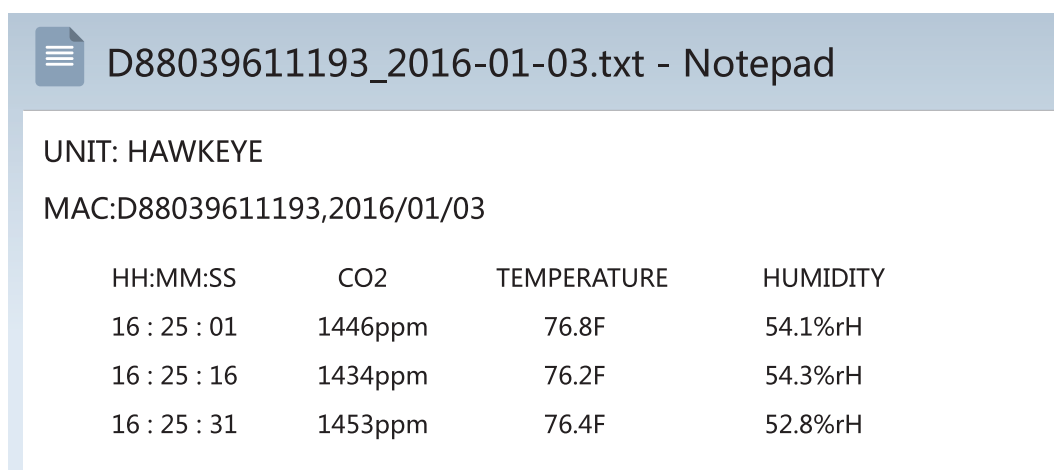 D88039611193_2016-01-03.txt - Notepad
UNIT: HAWKEYE
MAC:D88039611193,2016/01/03
HH:MM:SS CO2 TEMPERATURE HUMIDITY
16 : 25 : 01 1446ppm 76.8F 54.1%rH
16 : 25 : 16 1434ppm 76.2F 54.3%rH
16 : 25 : 31 1453ppm 76.4F 52.8%rH